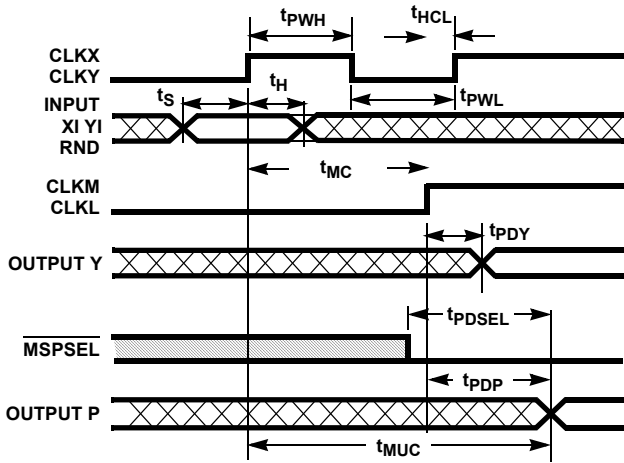 tPWH
tHCL
CLKX
CLKY
tS
tH
tPWL
INPUT
XI YI
RND
tMC
CLKM
CLKL
tPDY
OUTPUT Y
tPDSEL
MSPSEL
tPDP
OUTPUT P
tMUC